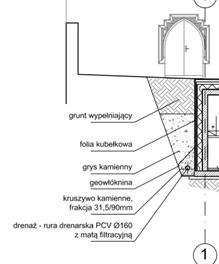 grunt wypełniający
folia kubełkowa
grys kamienny
geowłóknina
kruszywo kamienne,
frakcja 31,5/90mm
drenaż - rura drenarska PCV Ø160
z matą filtracyjną
1